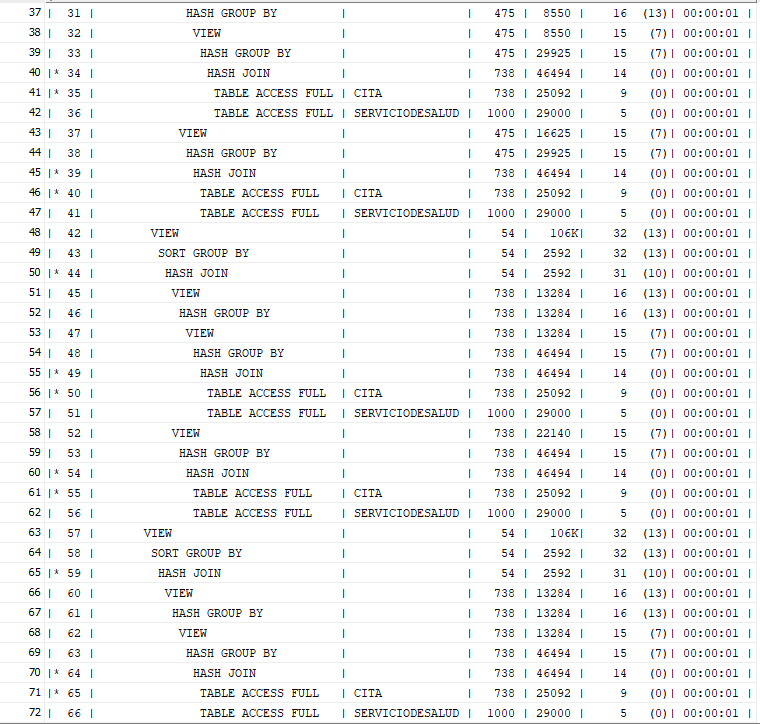 37 |  31 |              HASH GROUP BY         |                  |   475 |  8550 |    16  (13)| 00:00:01 |
38 |  32 |               VIEW                 |                  |   475 |  8550 |    15   (7)| 00:00:01 |
39 |  33 |                HASH GROUP BY       |                  |   475 | 29925 |    15   (7)| 00:00:01 |
40 |* 34 |                 HASH JOIN          |                  |   738 | 46494 |    14   (0)| 00:00:01 |
41 |* 35 |                  TABLE ACCESS FULL | CITA             |   738 | 25092 |     9   (0)| 00:00:01 |
42 |  36 |                  TABLE ACCESS FULL | SERVICIODESALUD |  1000 | 29000 |     5   (0)| 00:00:01 |
43 |  37 |             VIEW                   |                  |   475 | 16625 |    15   (7)| 00:00:01 |
44 |  38 |              HASH GROUP BY         |                  |   475 | 29925 |    15   (7)| 00:00:01 |
45 |* 39 |               HASH JOIN            |                  |   738 | 46494 |    14   (0)| 00:00:01 |
46 |* 40 |                TABLE ACCESS FULL   | CITA             |   738 | 25092 |     9   (0)| 00:00:01 |
47 |  41 |                TABLE ACCESS FULL   | SERVICIODESALUD |  1000 | 29000 |     5   (0)| 00:00:01 |
48 |  42 |         VIEW                       |                  |    54 |   106K|    32  (13)| 00:00:01 |
49 |  43 |          SORT GROUP BY             |                  |    54 |  2592 |    32  (13)| 00:00:01 |
50 |* 44 |           HASH JOIN                |                  |    54 |  2592 |    31  (10)| 00:00:01 |
51 |  45 |            VIEW                    |                  |   738 | 13284 |    16  (13)| 00:00:01 |
52 |  46 |             HASH GROUP BY          |                  |   738 | 13284 |    16  (13)| 00:00:01 |
53 |  47 |              VIEW                  |                  |   738 | 13284 |    15   (7)| 00:00:01 |
54 |  48 |               HASH GROUP BY        |                  |   738 | 46494 |    15   (7)| 00:00:01 |
55 |* 49 |                HASH JOIN           |                  |   738 | 46494 |    14   (0)| 00:00:01 |
56 |* 50 |                 TABLE ACCESS FULL  | CITA             |   738 | 25092 |     9   (0)| 00:00:01 |
57 |  51 |                 TABLE ACCESS FULL  | SERVICIODESALUD |  1000 | 29000 |     5   (0)| 00:00:01 |
58 |  52 |            VIEW                    |                  |   738 | 22140 |    15   (7)| 00:00:01 |
59 |  53 |             HASH GROUP BY          |                  |   738 | 46494 |    15   (7)| 00:00:01 |
60 |* 54 |              HASH JOIN             |                  |   738 | 46494 |    14   (0)| 00:00:01 |
61 |* 55 |               TABLE ACCESS FULL    | CITA             |   738 | 25092 |     9   (0)| 00:00:01 |
62 |  56 |               TABLE ACCESS FULL    | SERVICIODESALUD |  1000 | 29000 |     5   (0)| 00:00:01 |
63 |  57 |        VIEW                        |                  |    54 |   106K|    32  (13)| 00:00:01 |
64 |  58 |         SORT GROUP BY              |                  |    54 |  2592 |    32  (13)| 00:00:01 |
65 |* 59 |          HASH JOIN                 |                  |    54 |  2592 |    31  (10)| 00:00:01 |
66 |  60 |           VIEW                     |                  |   738 | 13284 |    16  (13)| 00:00:01 |
67 |  61 |            HASH GROUP BY           |                  |   738 | 13284 |    16  (13)| 00:00:01 |
68 |  62 |             VIEW                   |                  |   738 | 13284 |    15   (7)| 00:00:01 |
69 |  63 |              HASH GROUP BY         |                  |   738 | 46494 |    15   (7)| 00:00:01 |
70 |* 64 |               HASH JOIN            |                  |   738 | 46494 |    14   (0)| 00:00:01 |
71 |* 65 |                TABLE ACCESS FULL   | CITA             |   738 | 25092 |     9   (0)| 00:00:01 |
72 |  66 |                TABLE ACCESS FULL   | SERVICIODESALUD |  1000 | 29000 |     5   (0)| 00:00:01 |